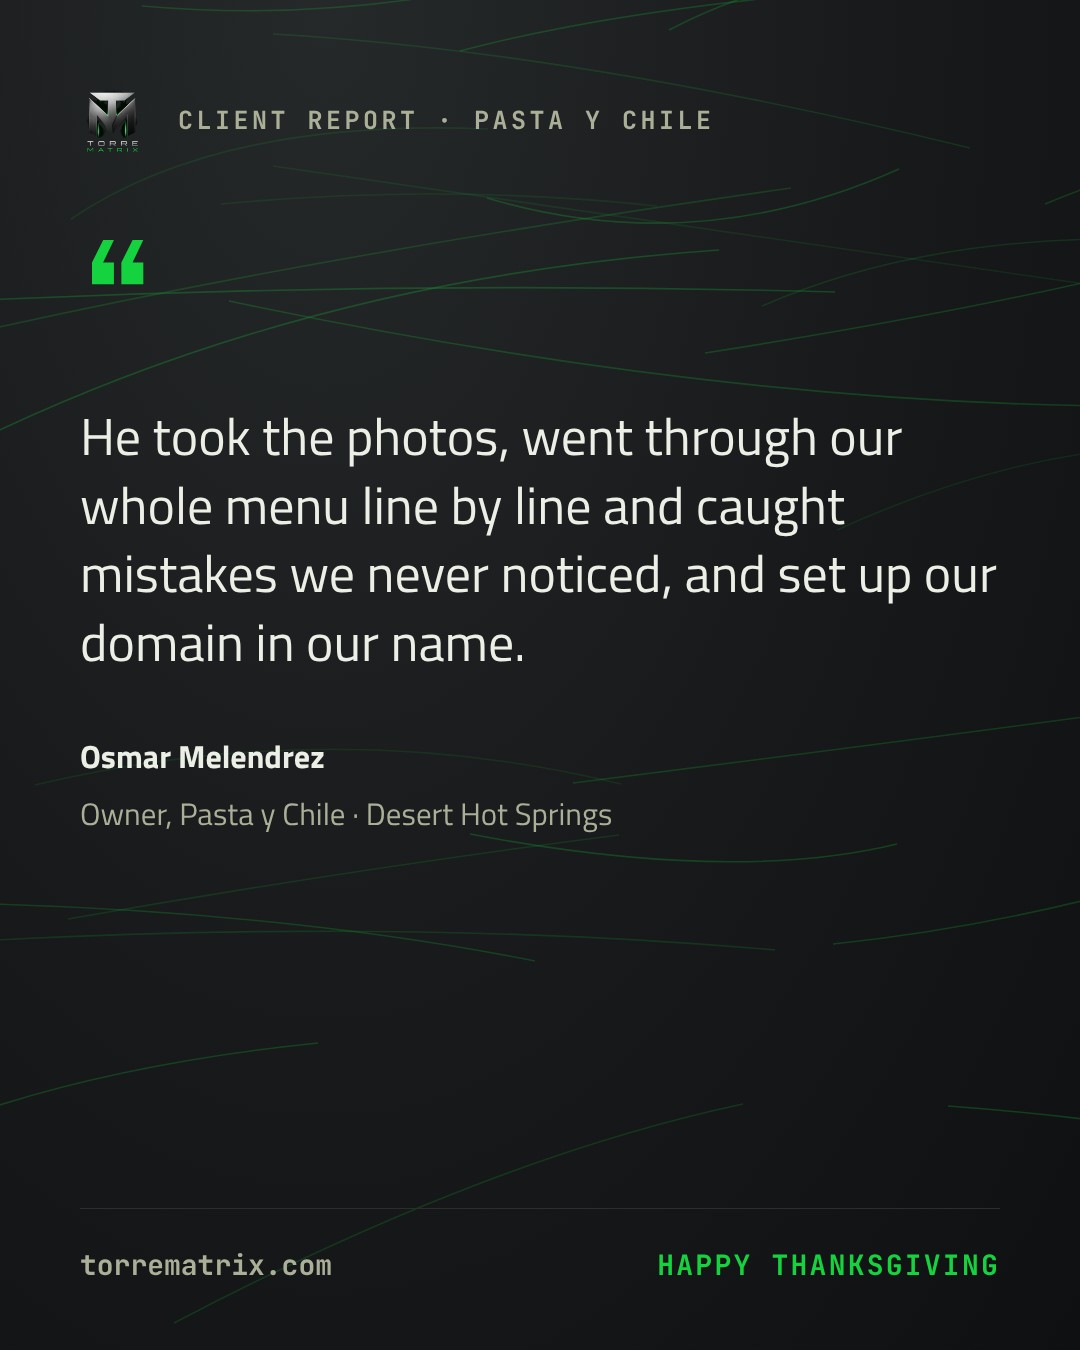 TORRE
MATRIX
CLIENT REPORT · PASTA Y CHILE
“
He took the photos, went through our
whole menu line by line and caught
mistakes we never noticed, and set up our
domain in our name.
Osmar Melendrez
Owner, Pasta y Chile · Desert Hot Springs
torrematrix.com
HAPPY THANKSGIVING